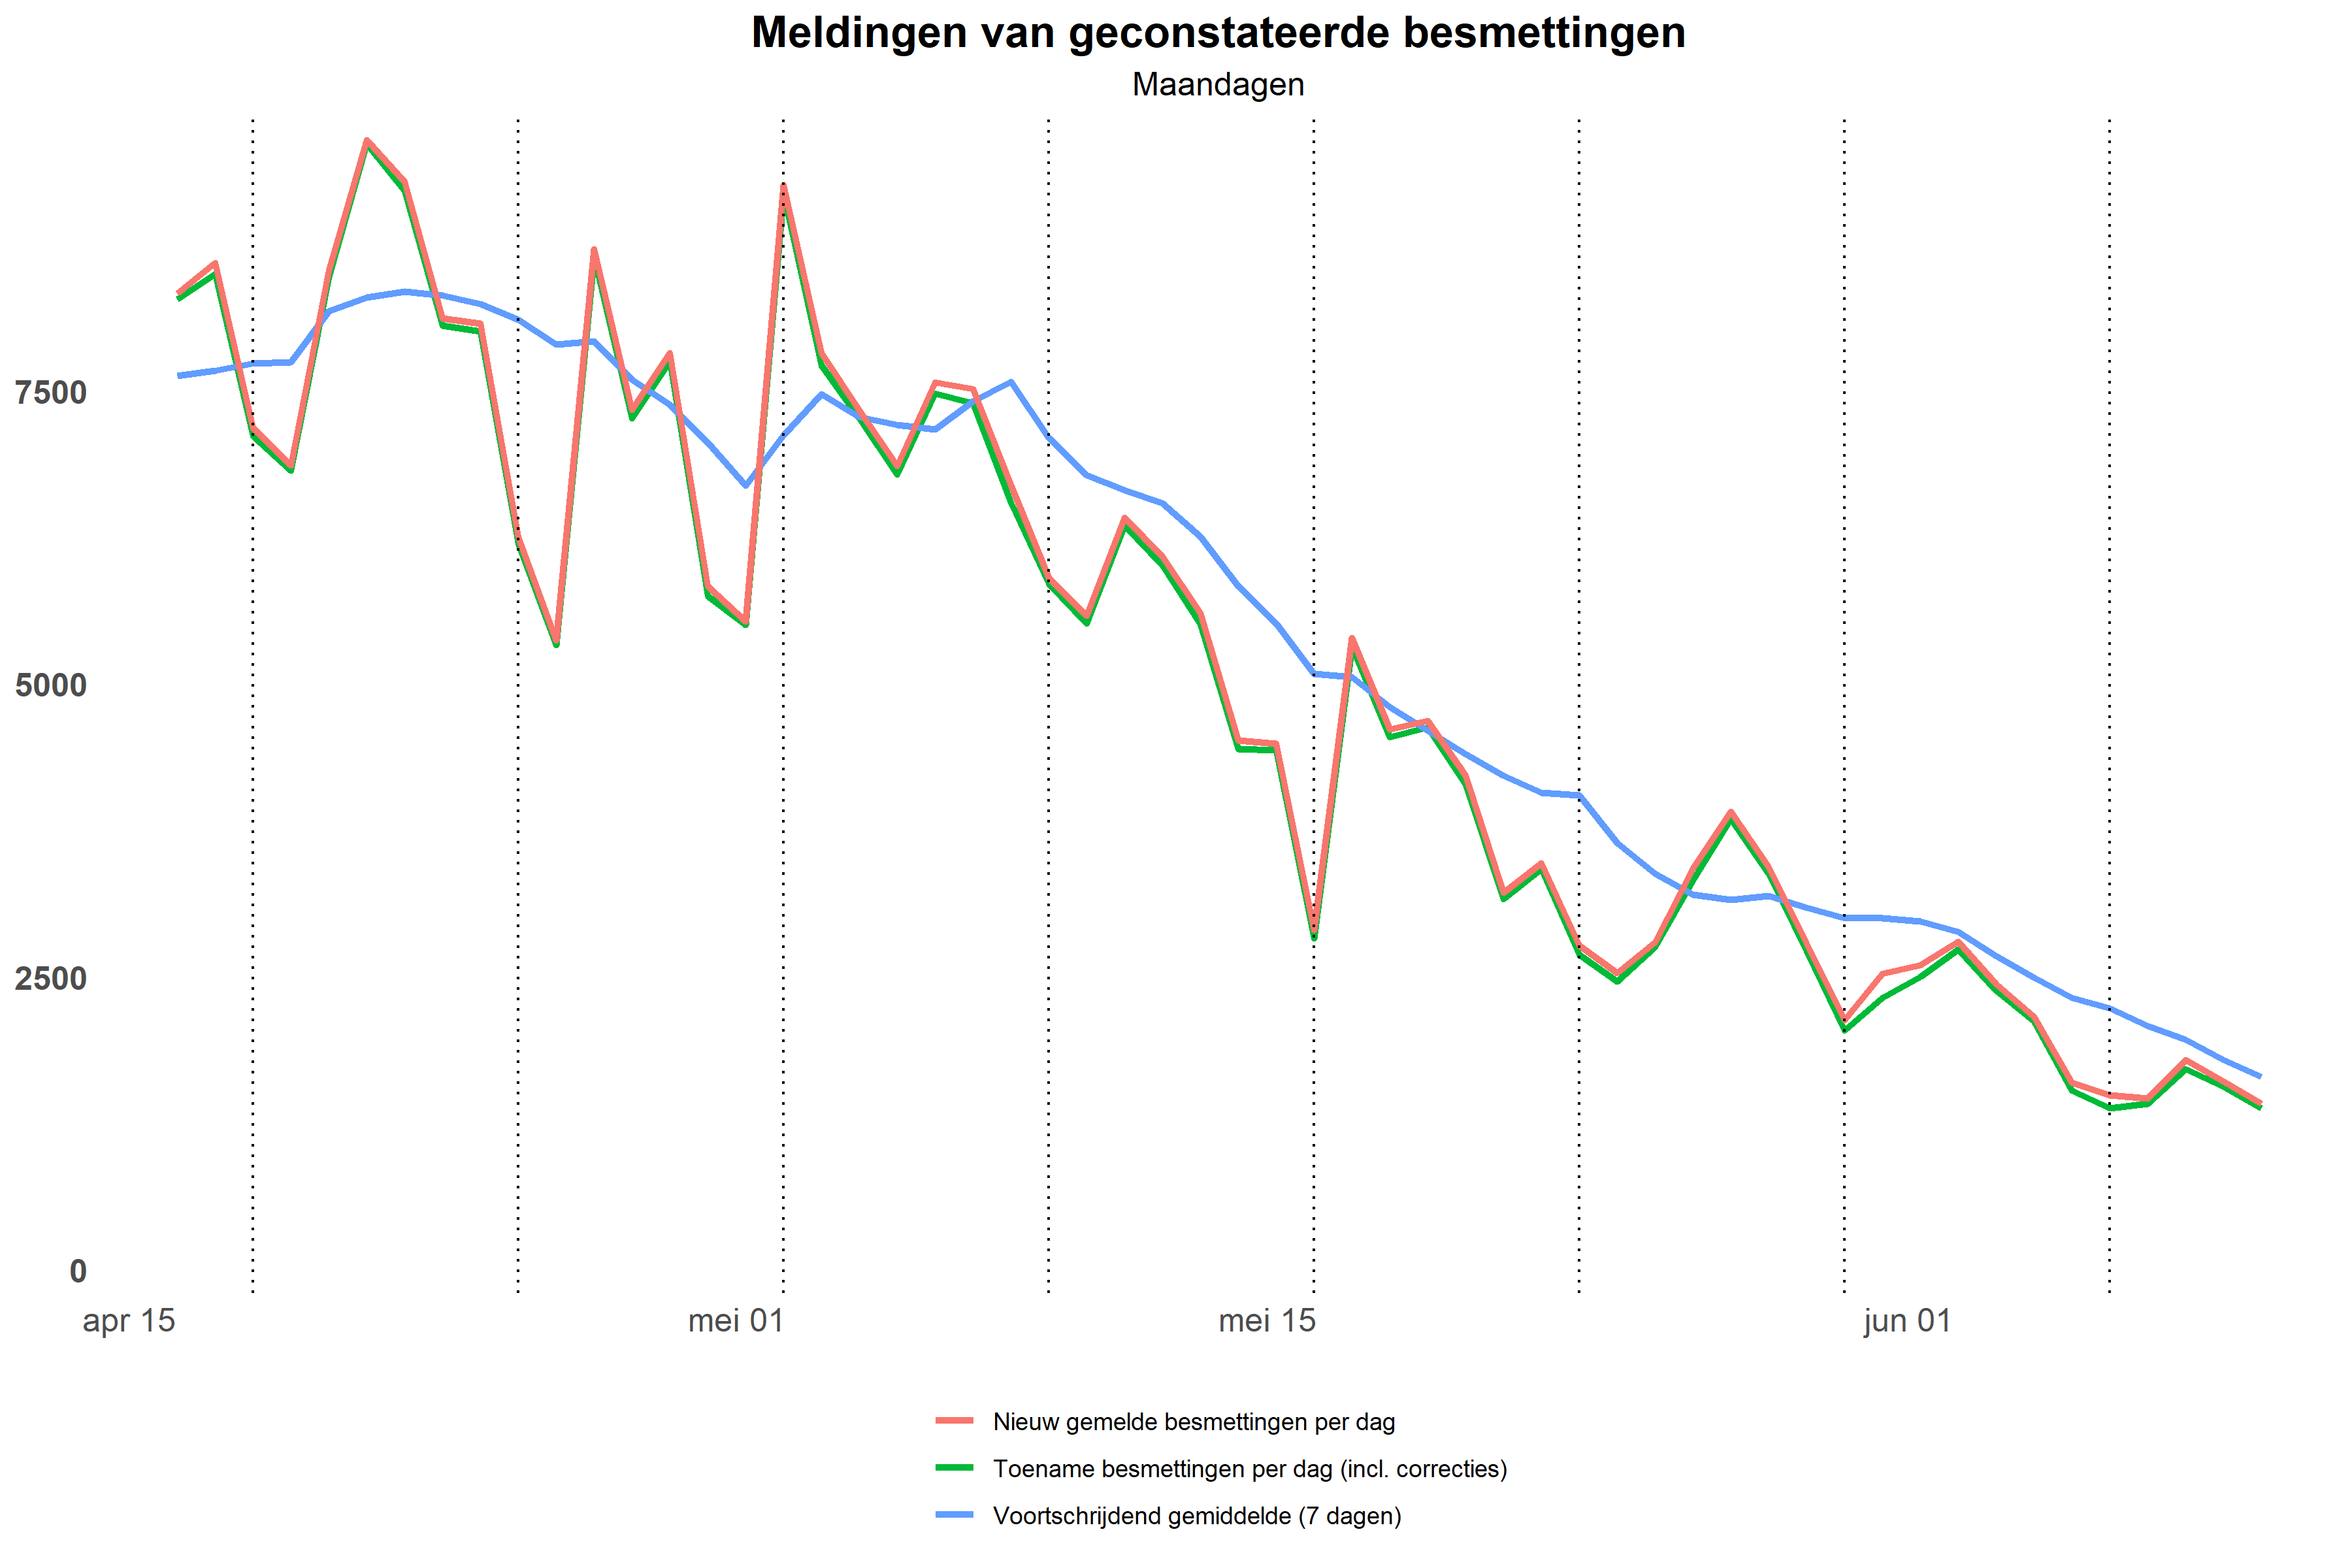 Meldingen van geconstateerde besmettingen
Maandagen
7500
5000
2500
0
apr 15 mei 01 mei 15 jun 01
Nieuw gemelde besmettingen per dag
Toename besmettingen per dag (incl. correcties)
Voortschrijdend gemiddelde (7 dagen)